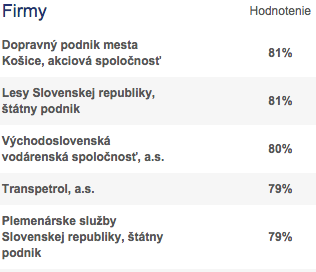 Firmy Hodnotenie
Dopravný podnik mesta
Košice, akciová spoločnosť 81%
Lesy Slovenskej republiky,
štátny podnik 81%
Východoslovenská
vodárenská spoločnosť, a.s. 80%
Transpetrol, a.s. 79%
Plemenárske služby
Slovenskej republiky, štátny
podnik 79%